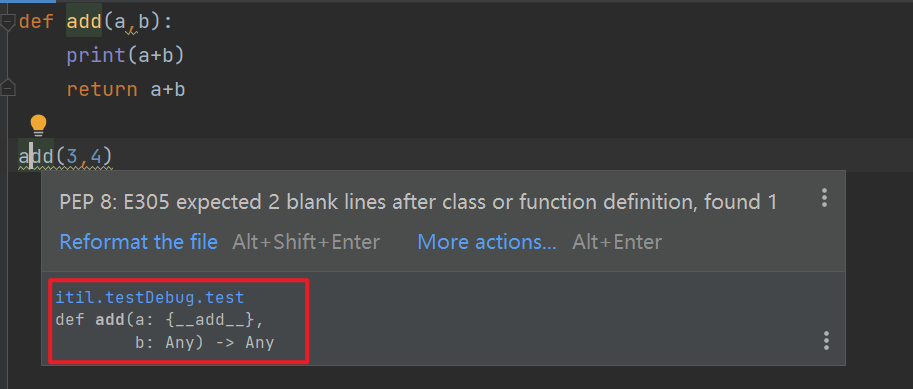 def add(a,b):
    print(a+b)
    return a+b
add(3,4)
PEP 8: E305 expected 2 blank lines after class or function definition, found 1
Reformat the file Alt+Shift+Enter More actions... Alt+Enter
itil.testDebug.test
def add(a: {__add__},
        b: Any) -> Any